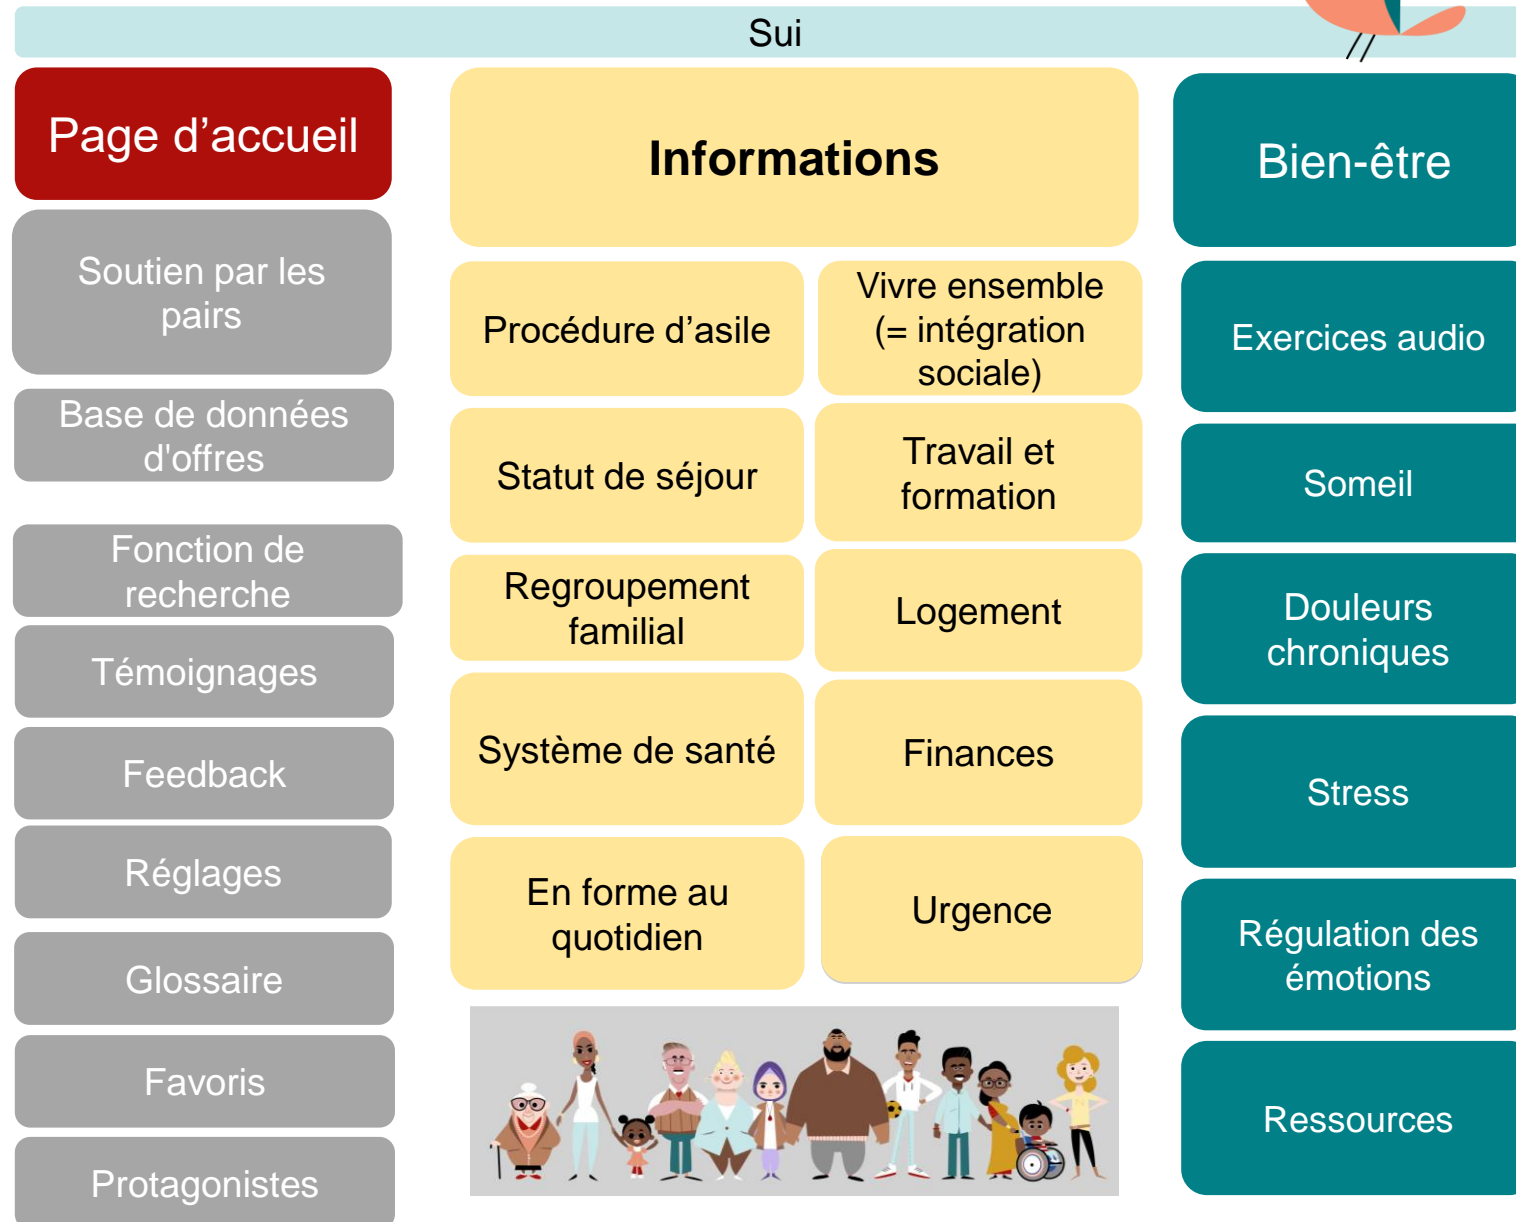 Sui
Page d’accueil
Soutien par les
pairs
Base de données
d'offres
Fonction de
recherche
Témoignages
Feedback
Réglages
Glossaire
Favoris
Protagonistes
Informations
Procédure d’asile
Statut de séjour
Regroupement
familial
Système de santé
En forme au
quotidien
Vivre ensemble
(= intégration
sociale)
Travail et
formation
Logement
Finances
Urgence
Bien-être
Exercices audio
Someil
Douleurs
chroniques
Stress
Régulation des
émotions
Ressources